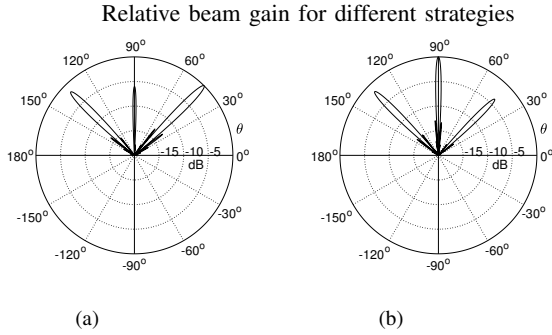 Relative beam gain for different strategies
90° 90°
120° 60° 120° 60°
150° 30° 150° 30°
θ θ
180° -15 -10 -5 0° 180° -15 -10 -5 0°
dB dB
-150° -30° -150° -30°
-120° -60° -120° -60°
-90° -90°
(a) (b)